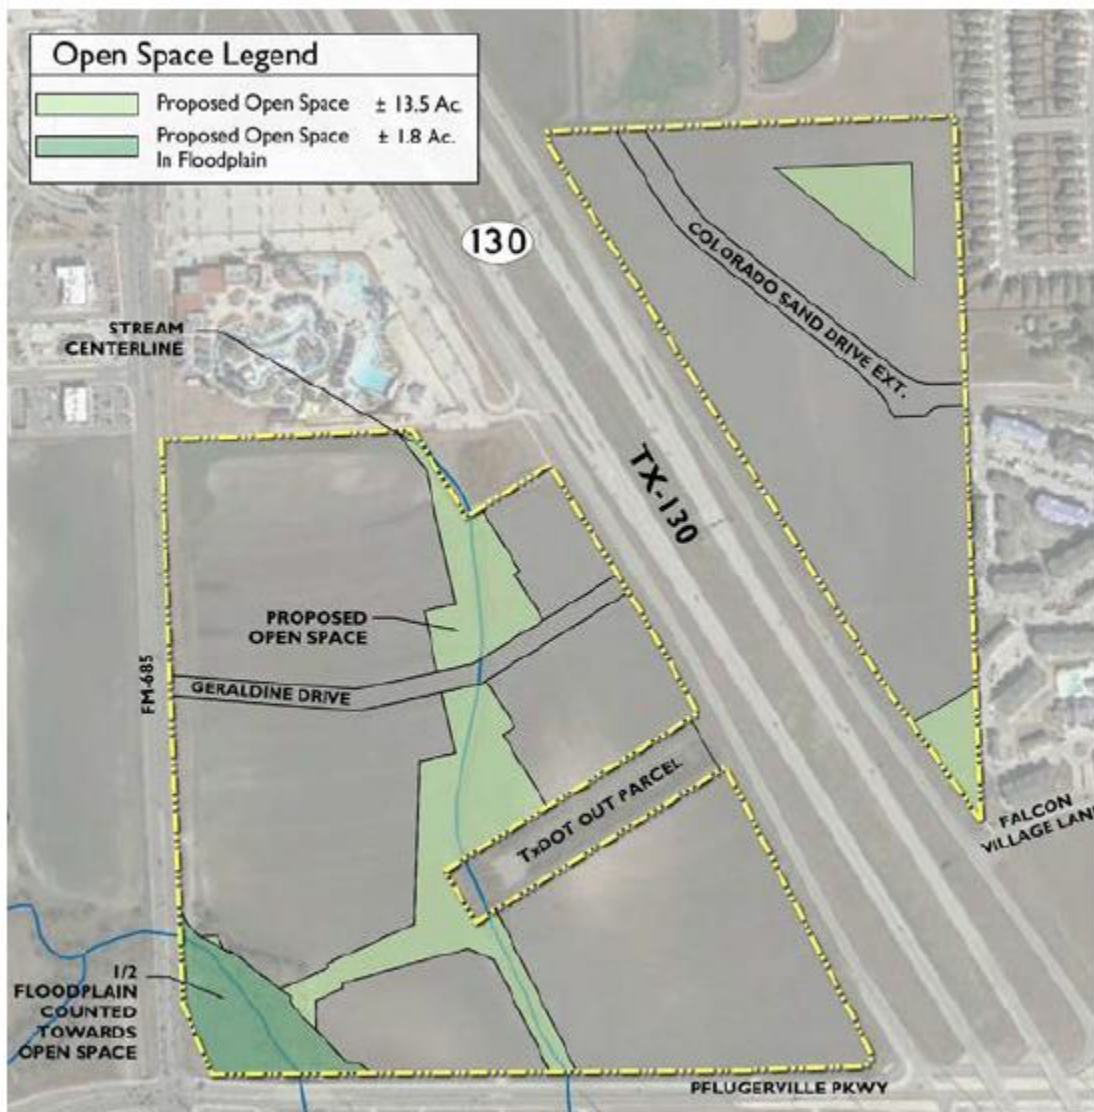 Open Space Legend
Proposed Open Space ± 13.5 Ac.
Proposed Open Space ± 1.8 Ac.
In Floodplain
130
COLORADO SAND DRIVE EXT.
STREAM
CENTERLINE
TX-130
PROPOSED
OPEN SPACE
FM-685
GERALDINE DRIVE
TxDOT OUT PARCEL
FALCON
VILLAGE LANE
1/2
FLOODPLAIN
COUNTED
TOWARDS
OPEN SPACE
PFLUGERVILLE PKWY